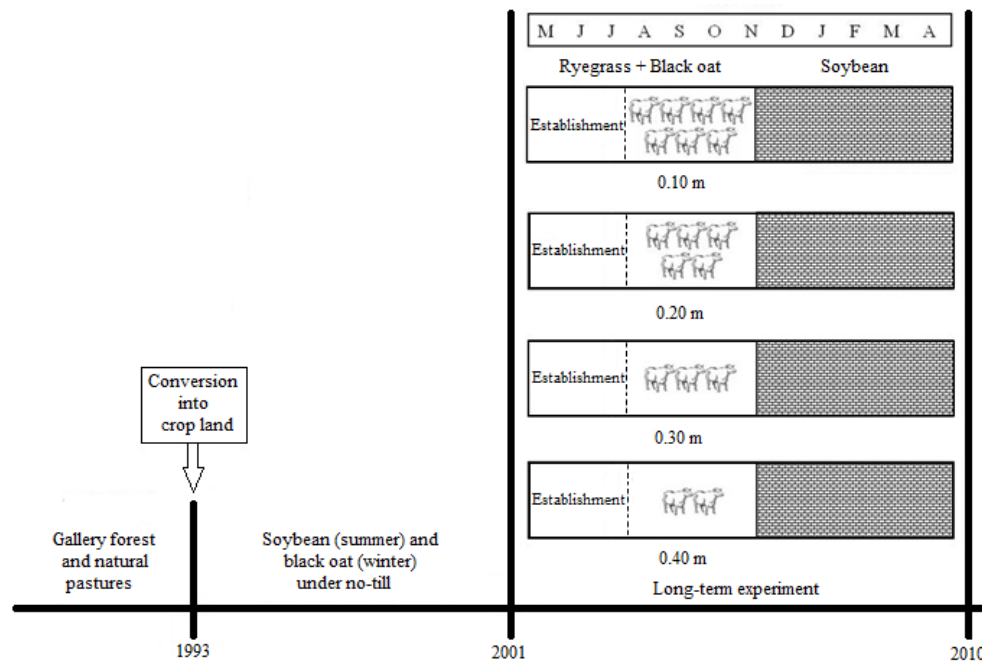 M J J A S O N D J F M A
Ryegrass + Black oat Soybean
Establishment
0.10 m
Establishment
0.20 m
Establishment
0.30 m
Establishment
0.40 m
Long-term experiment
Conversion
into
crop land
Gallery forest
and natural
pastures
Soybean (summer) and
black oat (winter)
under no-till
1993
2001
2010